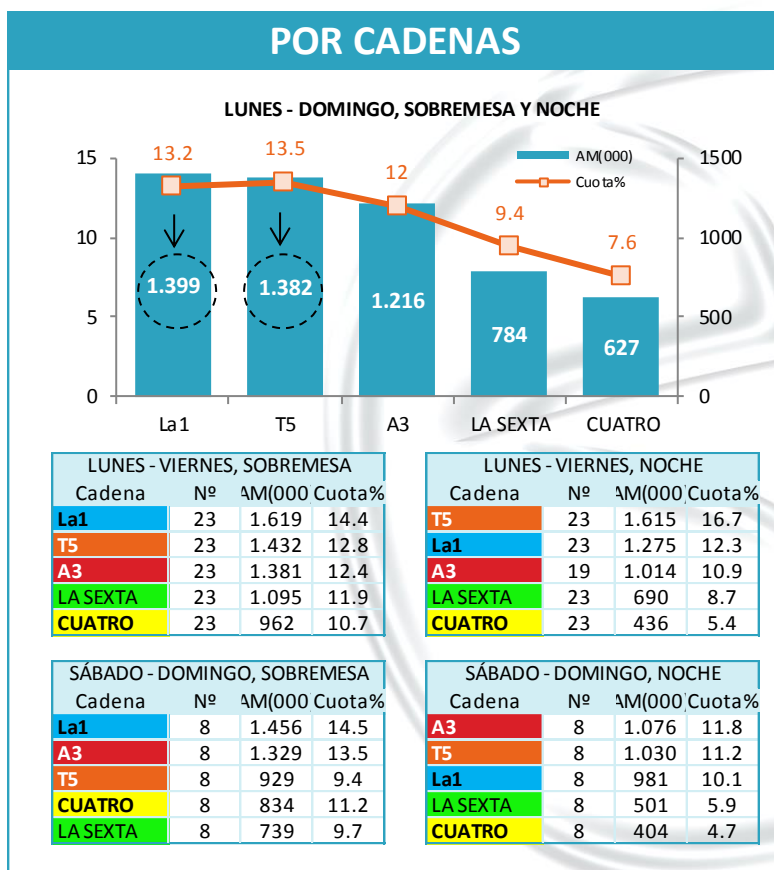 POR CADENAS
LUNES - DOMINGO, SOBREMESA Y NOCHE
13.2 13.5 12 9.4 7.6
AM(000)
Cuota%
15 10 5 0
1500 1000 500 0
1.399 1.382 1.216 784 627
La1 T5 A3 LA SEXTA CUATRO
LUNES - VIERNES, SOBREMESA
Cadena Nº AM(000) Cuota%
La1 23 1.619 14.4
T5 23 1.432 12.8
A3 23 1.381 12.4
LA SEXTA 23 1.095 11.9
CUATRO 23 962 10.7
LUNES - VIERNES, NOCHE
Cadena Nº AM(000) Cuota%
T5 23 1.615 16.7
La1 23 1.275 12.3
A3 19 1.014 10.9
LA SEXTA 23 690 8.7
CUATRO 23 436 5.4
SÁBADO - DOMINGO, SOBREMESA
Cadena Nº AM(000) Cuota%
La1 8 1.456 14.5
A3 8 1.329 13.5
T5 8 929 9.4
CUATRO 8 834 11.2
LA SEXTA 8 739 9.7
SÁBADO - DOMINGO, NOCHE
Cadena Nº AM(000) Cuota%
A3 8 1.076 11.8
T5 8 1.030 11.2
La1 8 981 10.1
LA SEXTA 8 501 5.9
CUATRO 8 404 4.7